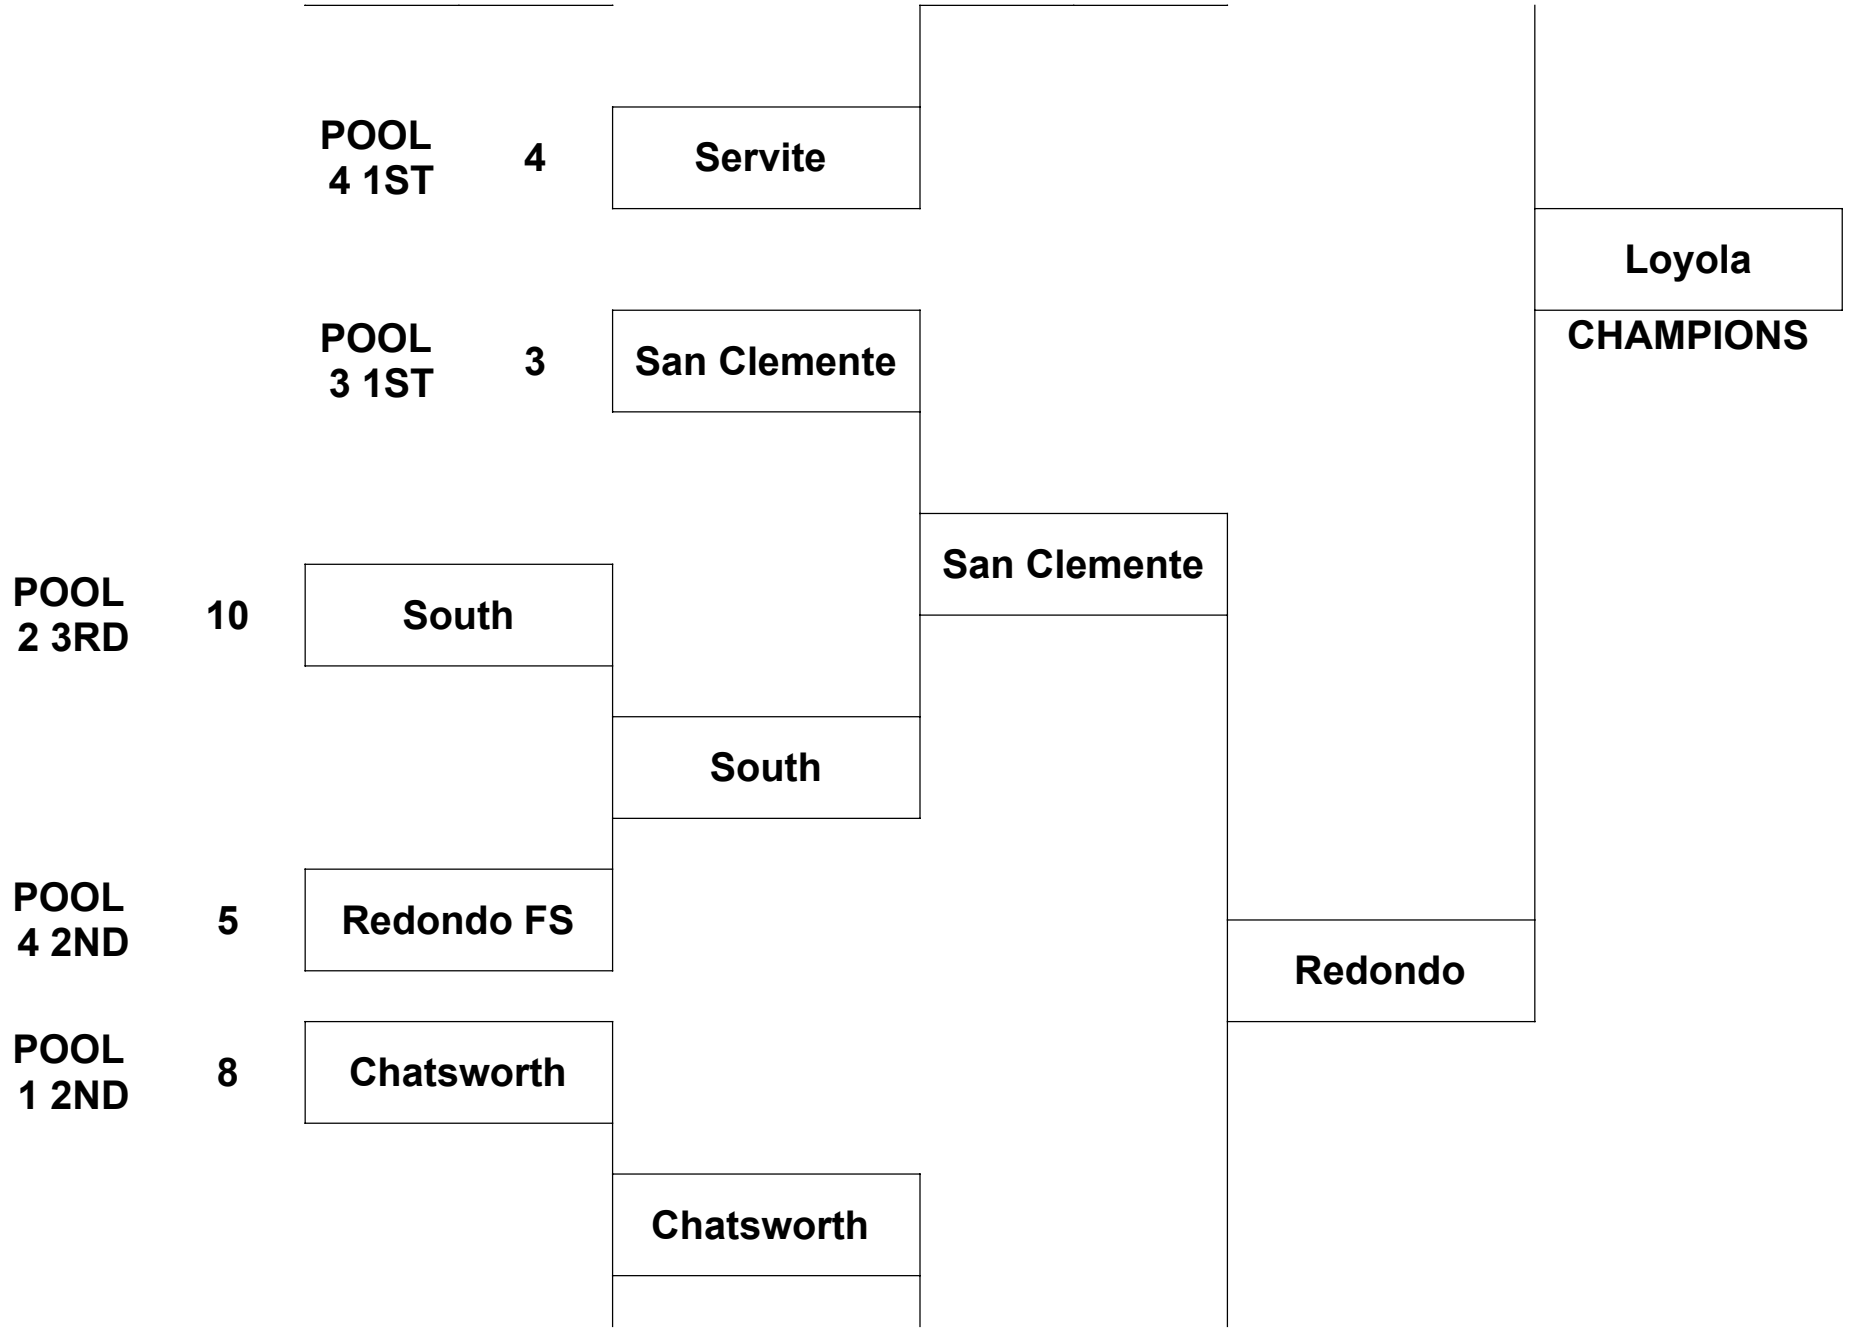 POOL
4 1ST
4
Servite
Loyola
CHAMPIONS
POOL
3 1ST
3
San Clemente
San Clemente
POOL
2 3RD
10
South
South
POOL
4 2ND
5
Redondo FS
Redondo
POOL
1 2ND
8
Chatsworth
Chatsworth